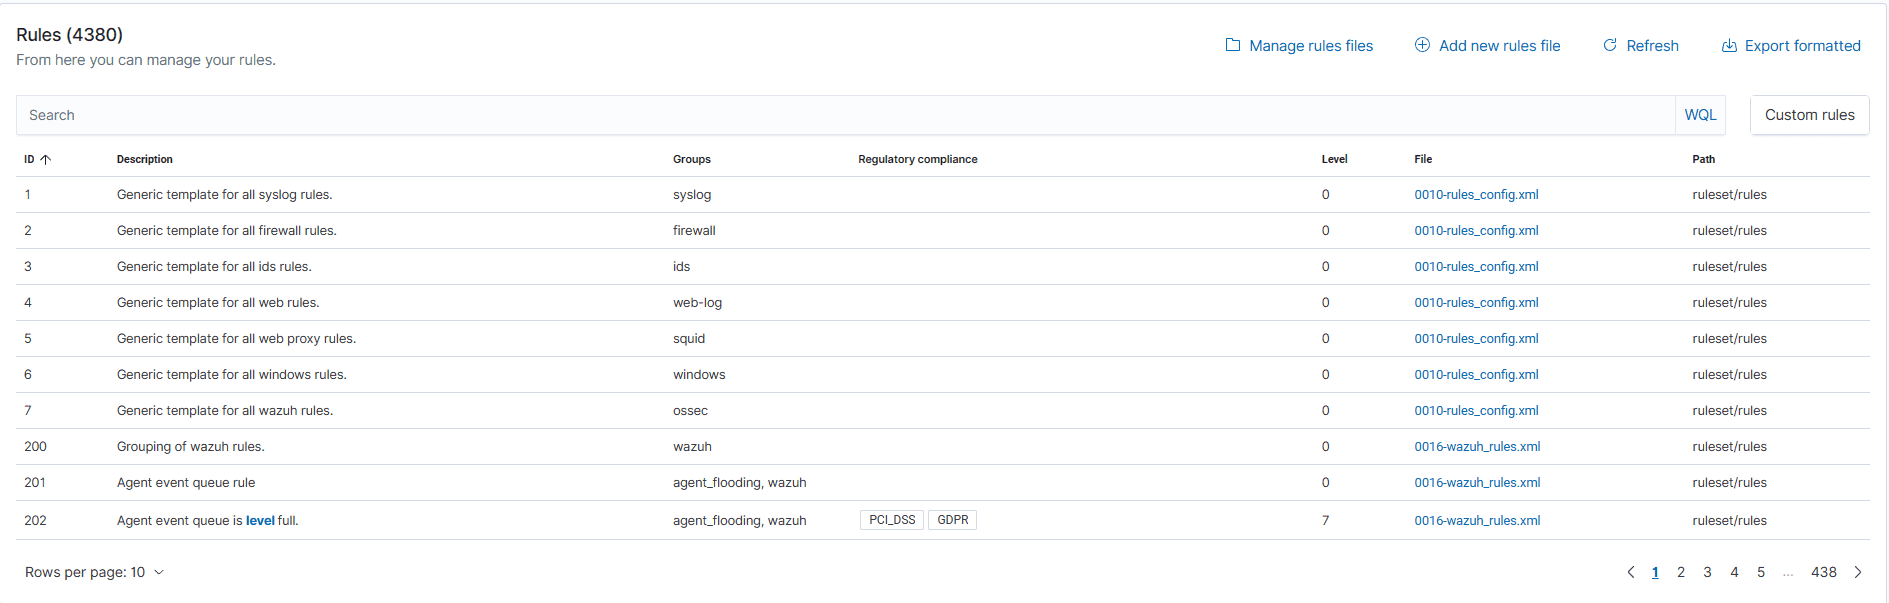 Rules (4380)
From here you can manage your rules.
Manage rules files Add new rules file Refresh Export formatted
Search WQL Custom rules
ID Description Groups Regulatory compliance Level File Path
1 Generic template for all syslog rules. syslog 0 0010-rules_config.xml ruleset/rules
2 Generic template for all firewall rules. firewall 0 0010-rules_config.xml ruleset/rules
3 Generic template for all ids rules. ids 0 0010-rules_config.xml ruleset/rules
4 Generic template for all web rules. web-log 0 0010-rules_config.xml ruleset/rules
5 Generic template for all web proxy rules. squid 0 0010-rules_config.xml ruleset/rules
6 Generic template for all windows rules. windows 0 0010-rules_config.xml ruleset/rules
7 Generic template for all wazuh rules. ossec 0 0010-rules_config.xml ruleset/rules
200 Grouping of wazuh rules. wazuh 0 0016-wazuh_rules.xml ruleset/rules
201 Agent event queue rule agent_flooding, wazuh 0 0016-wazuh_rules.xml ruleset/rules
202 Agent event queue is level full. agent_flooding, wazuh PCI_DSS GDPR 7 0016-wazuh_rules.xml ruleset/rules
Rows per page: 10 1 2 3 4 5 ... 438